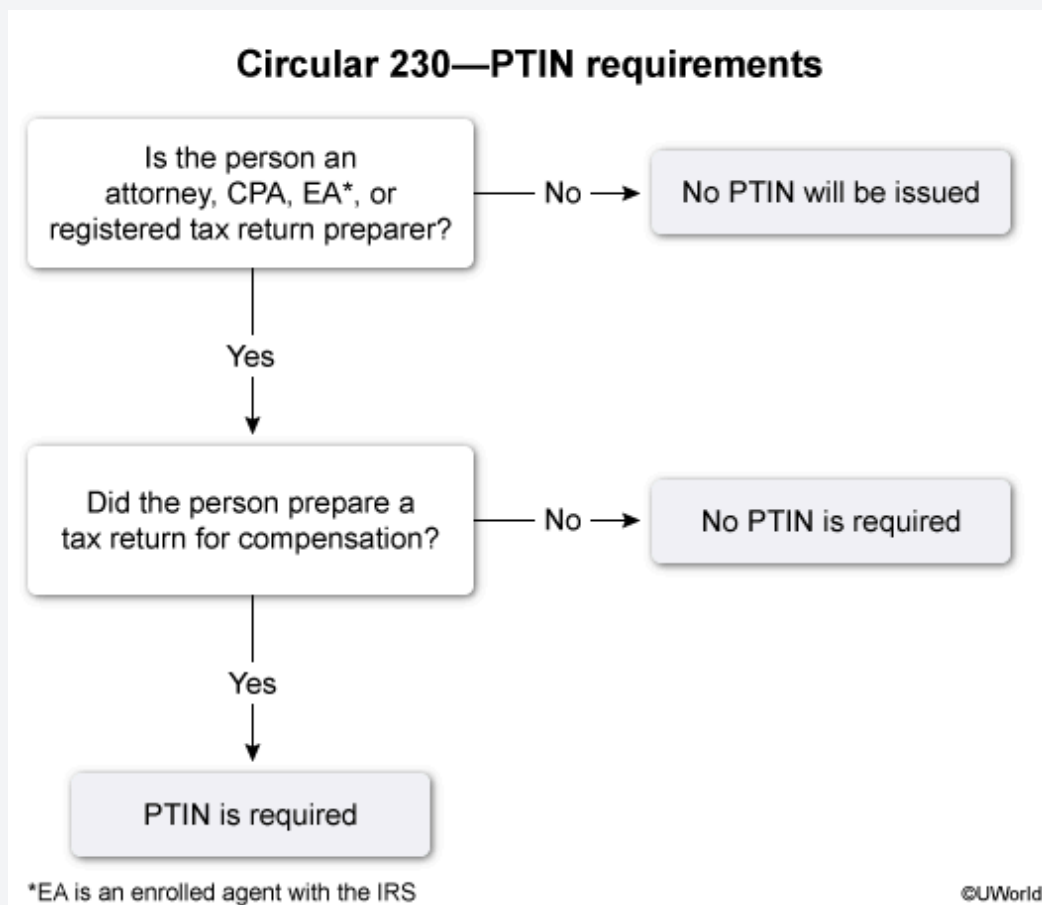 Circular 230—PTIN requirements
Is the person an
attorney, CPA, EA*, or
registered tax return preparer?
No
No PTIN will be issued
Yes
Did the person prepare a
tax return for compensation?
No
No PTIN is required
Yes
PTIN is required
*EA is an enrolled agent with the IRS
©UWorld